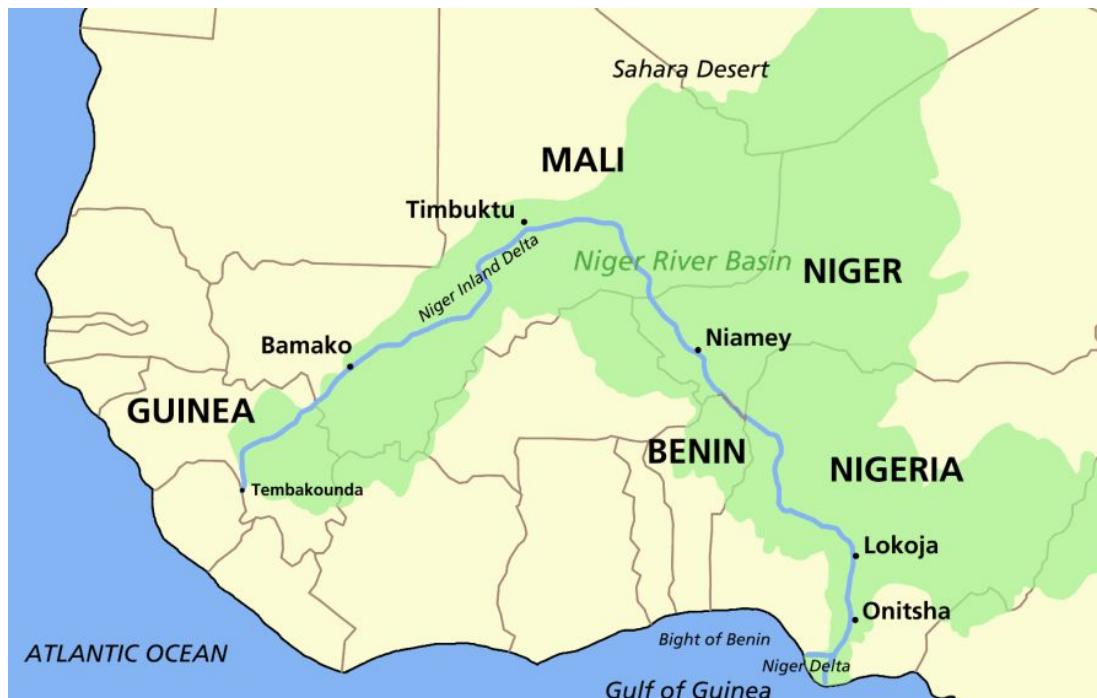 Sahara Desert
MALI
Timbuktu
Niger Inland Delta
Niger River Basin
NIGER
Bamako
Niamey
GUINEA
BENIN
NIGERIA
Tembakounda
Lokoja
Onitsha
Bight of Benin
ATLANTIC OCEAN
Niger Delta
Gulf of Guinea